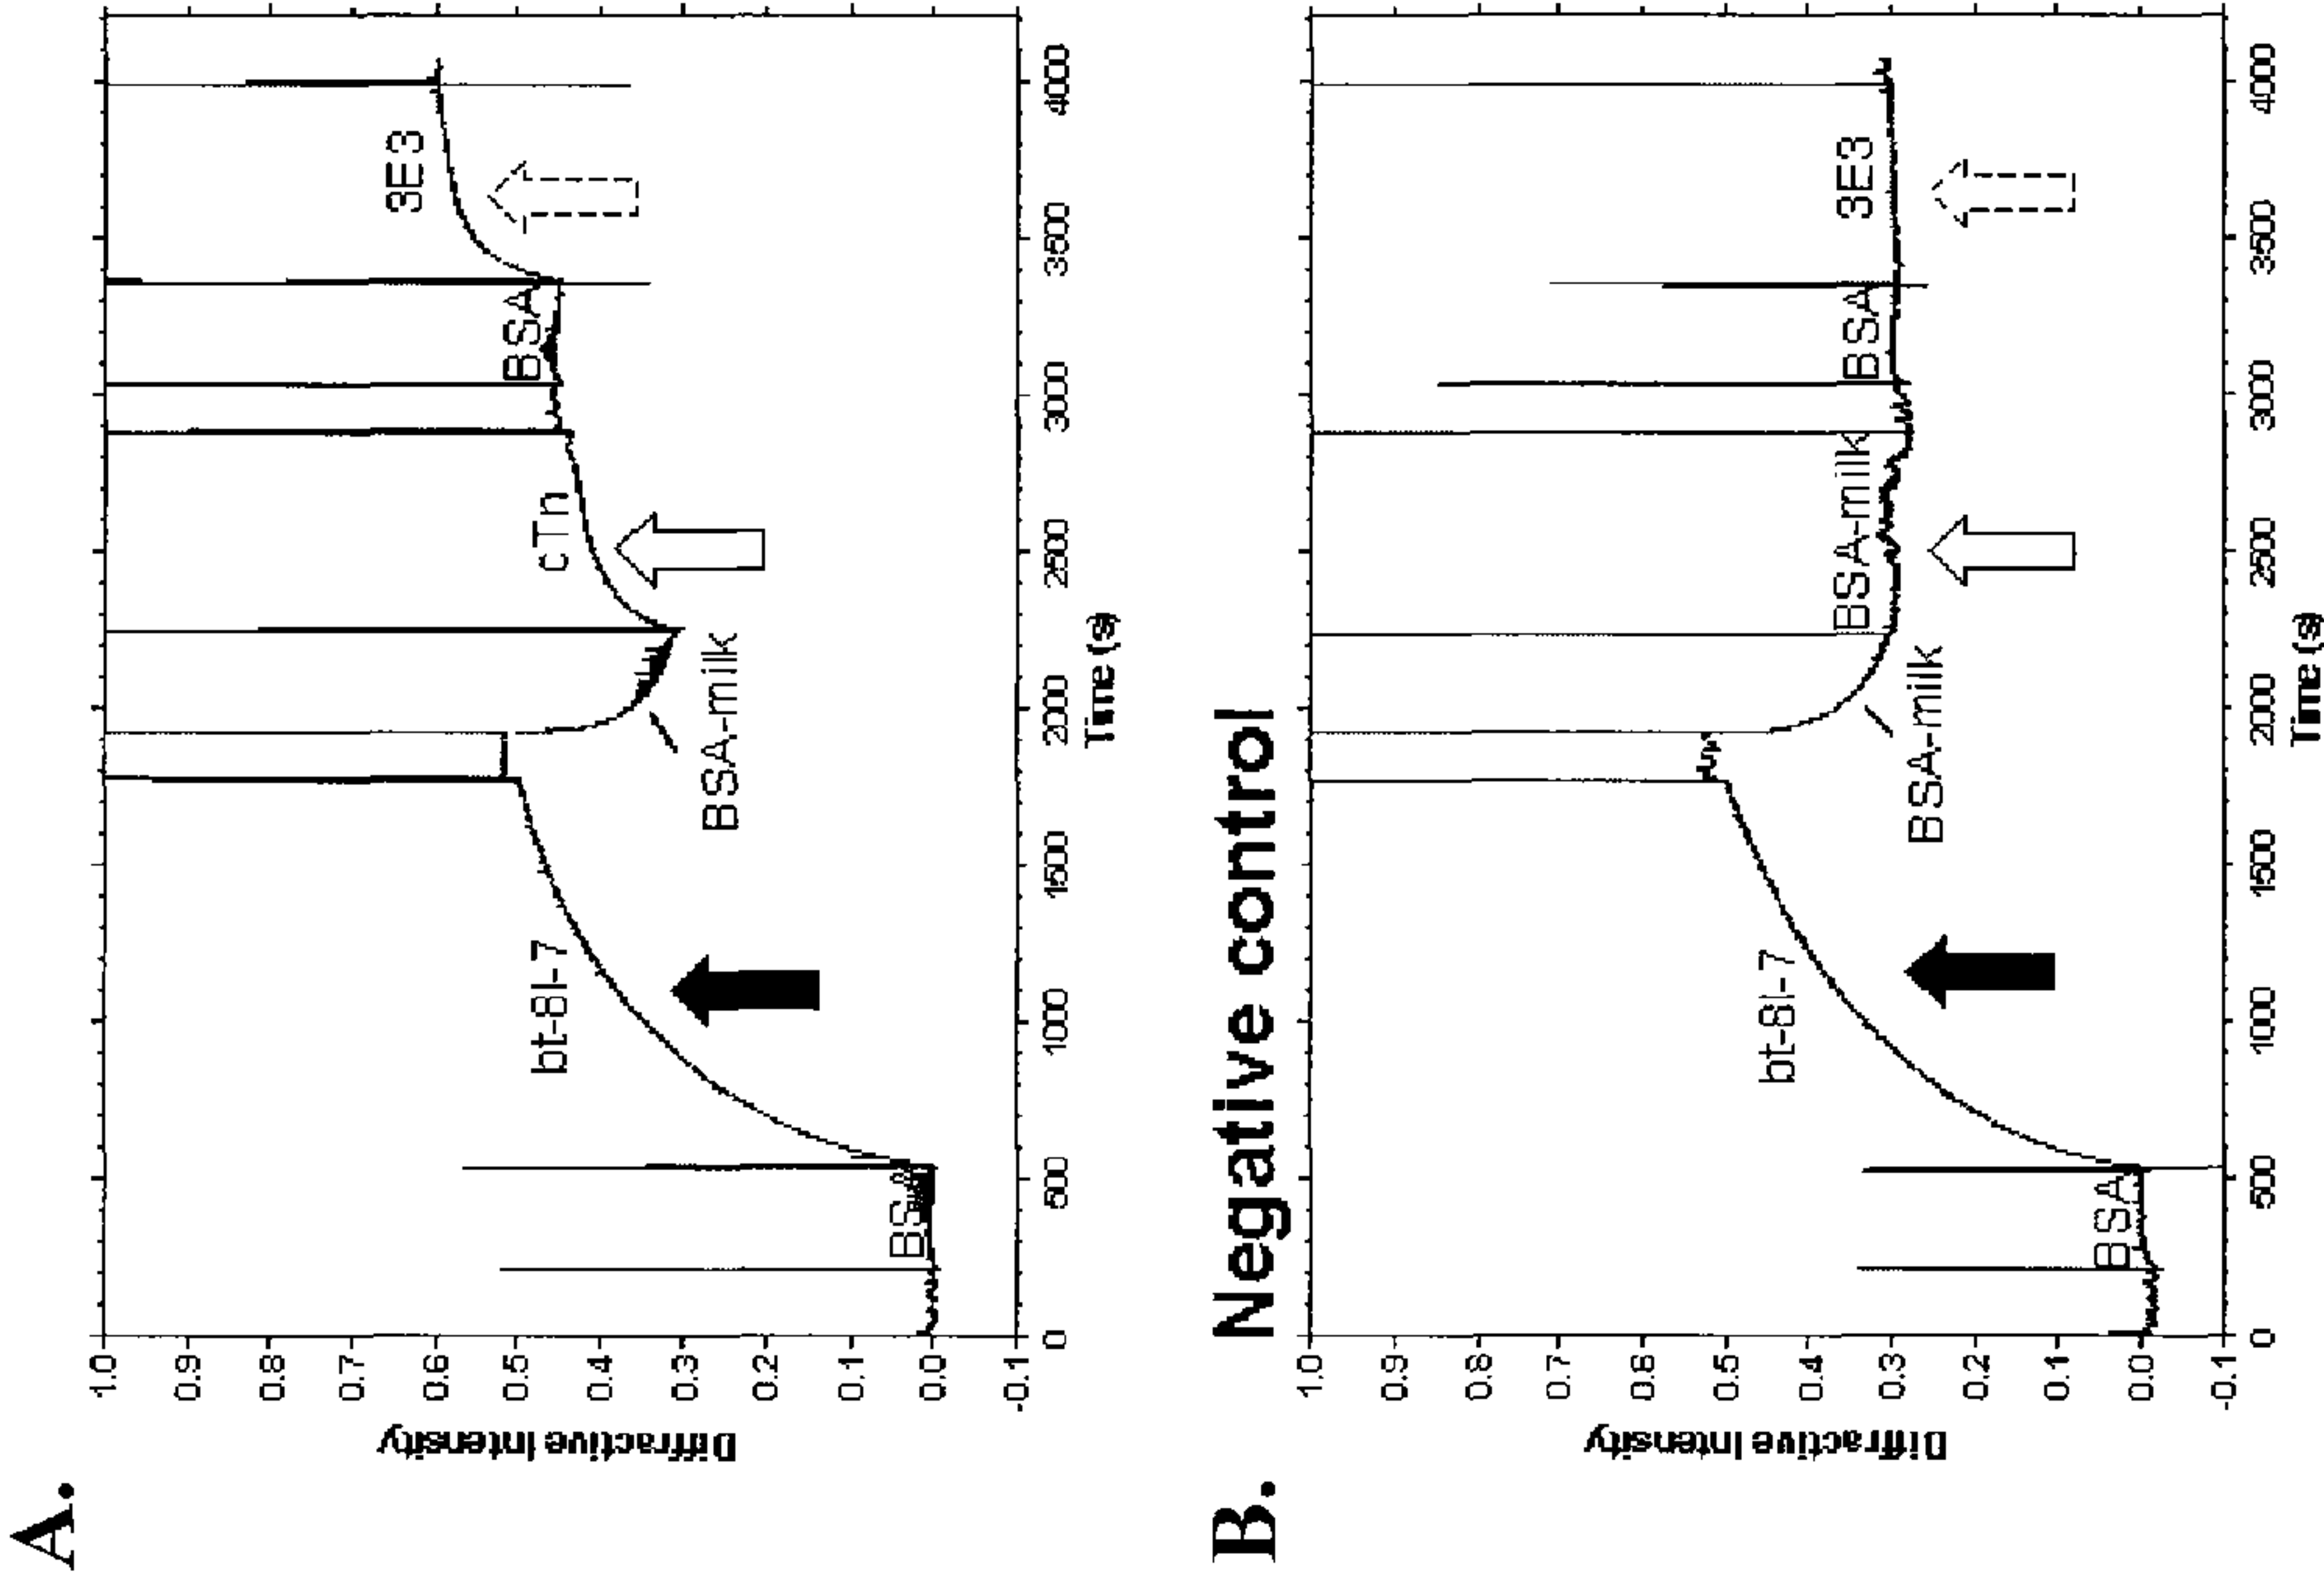 A.
Diffractive Intensity
1.0
0.9
0.8
0.7
0.6
0.5
0.4
0.3
0.2
0.1
0.0
-0.1
BSA
bt-8I-7
BSA-milk
cTn
BSA
3E3
0
500
1000
1500
2000
2500
3000
3500
4000
Time (s)
B.
Negative control
Diffractive Intensity
1.0
0.9
0.8
0.7
0.6
0.5
0.4
0.3
0.2
0.1
0.0
-0.1
BSA
bt-8I-7
BSA-milk
BSA-milk
BSA
3E3
0
500
1000
1500
2000
2500
3000
3500
4000
Time (s)